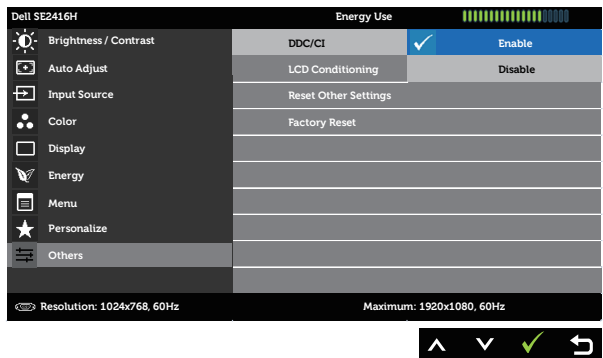 Dell SE2416H Energy Use
Brightness / Contrast DDC/CI Enable
Auto Adjust LCD Conditioning Disable
Input Source Reset Other Settings
Color Factory Reset
Display
Energy
Menu
Personalize
Others
Resolution: 1024x768, 60Hz Maximum: 1920x1080, 60Hz